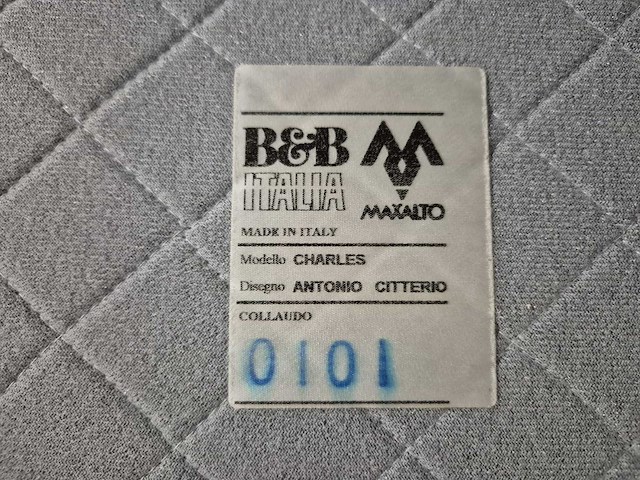 B&B
ITALIA
MAXALTO
MADE IN ITALY
Modello CHARLES
Disegno ANTONIO CITTERIO
COLLAUDO
0101